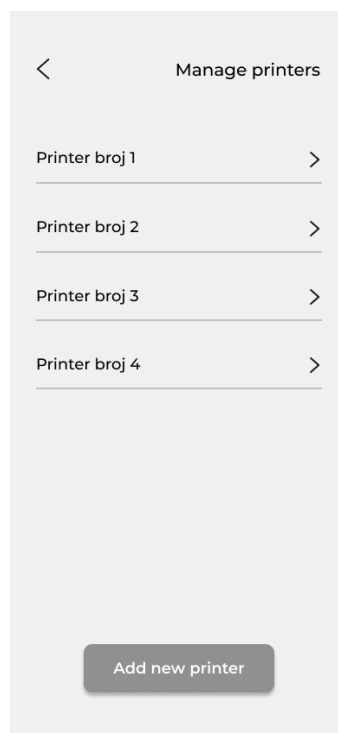 Manage printers
Printer broj 1
Printer broj 2
Printer broj 3
Printer broj 4
Add new printer